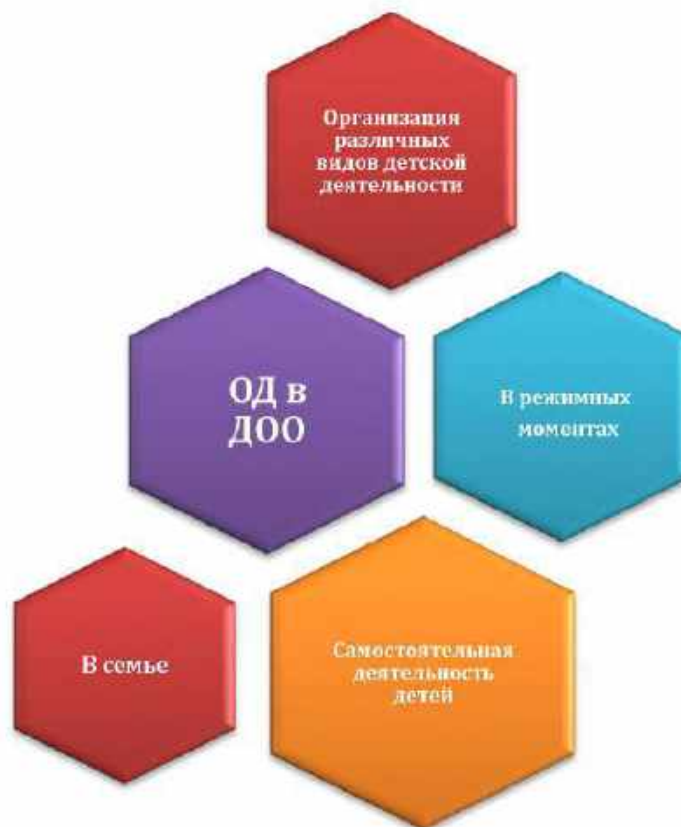 Организация
различных
видов детской
деятельности
ОД в
ДОО
В режимных
моментах
В семье
Самостоятельная
деятельность
детей